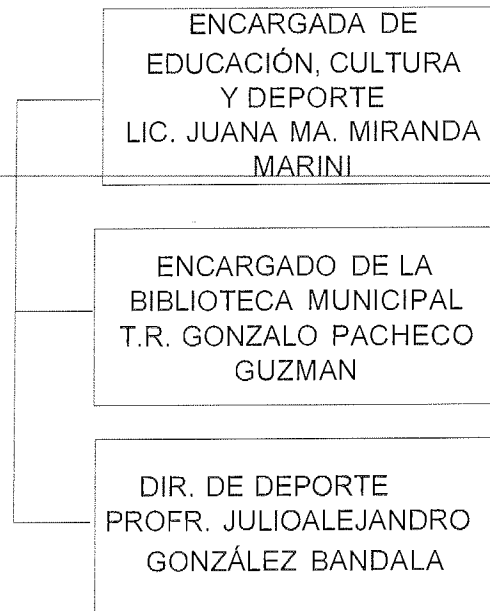 ENCARGADA DE
EDUCACIÓN, CULTURA
Y DEPORTE
LIC. JUANA MA. MIRANDA
MARINI
ENCARGADO DE LA
BIBLIOTECA MUNICIPAL
T.R. GONZALO PACHECO
GUZMAN
DIR. DE DEPORTE
PROFR. JULIOALEJANDRO
GONZÁLEZ BANDALA